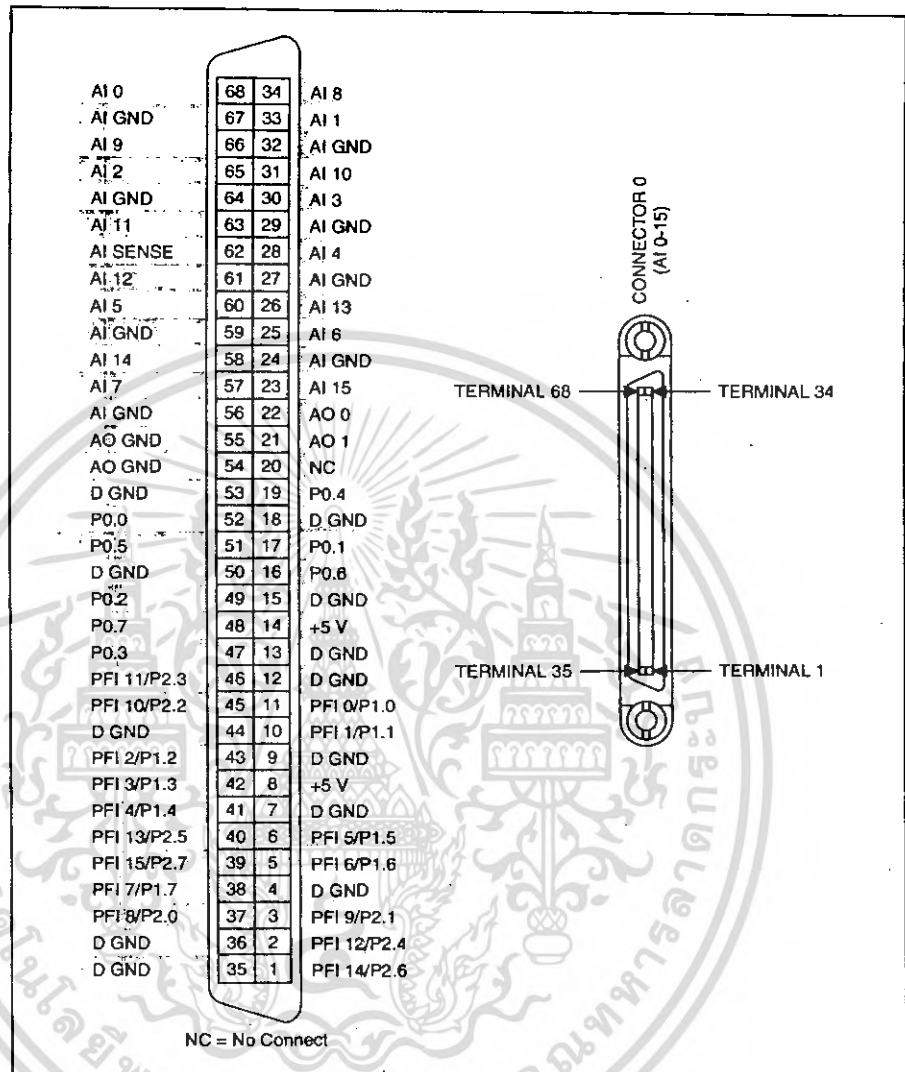 AI 0 68 34 AI 8
AI GND 67 33 AI 1
AI 9 66 32 AI GND
AI 2 65 31 AI 10
AI GND 64 30 AI 3
AI 11 63 29 AI GND
AI SENSE 62 28 AI 4
AI 12 61 27 AI GND
AI 5 60 26 AI 13
AI GND 59 25 AI 6
AI 14 58 24 AI GND
AI 7 57 23 AI 15
AI GND 56 22 AO 0
AO GND 55 21 AO 1
AO GND 54 20 NC
D GND 53 19 P0.4
P0.0 52 18 D GND
P0.5 51 17 P0.1
D GND 50 16 P0.6
P0.2 49 15 D GND
P0.7 48 14 +5 V
P0.3 47 13 D GND
PFI 11/P2.3 46 12 D GND
PFI 10/P2.2 45 11 PFI 0/P1.0
D GND 44 10 PFI 1/P1.1
PFI 2/P1.2 43 9 D GND
PFI 3/P1.3 42 8 +5 V
PFI 4/P1.4 41 7 D GND
PFI 13/P2.5 40 6 PFI 5/P1.5
PFI 15/P2.7 39 5 PFI 6/P1.6
PFI 7/P1.7 38 4 D GND
PFI 8/P2.0 37 3 PFI 9/P2.1
D GND 36 2 PFI 12/P2.4
D GND 35 1 PFI 14/P2.6
NC = No Connect
CONNECTOR 0
(AI 0-15)
TERMINAL 68
TERMINAL 34
TERMINAL 35
TERMINAL 1